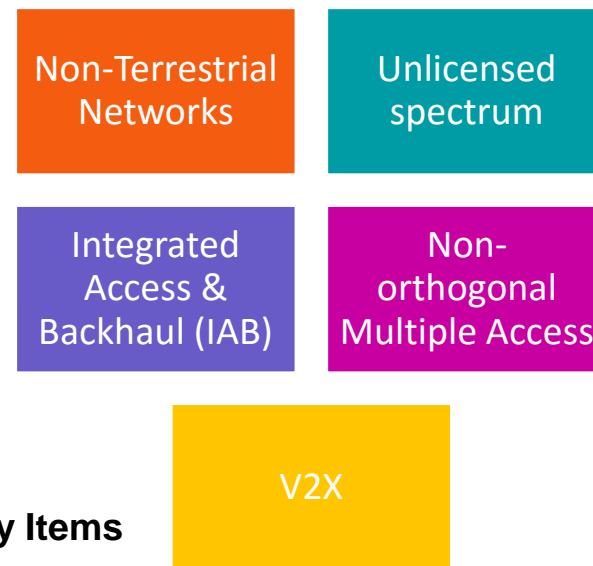 Non-Terrestrial
Networks
Unlicensed
spectrum
Integrated
Access &
Backhaul (IAB)
Non-
orthogonal
Multiple Access
V2X
y Items